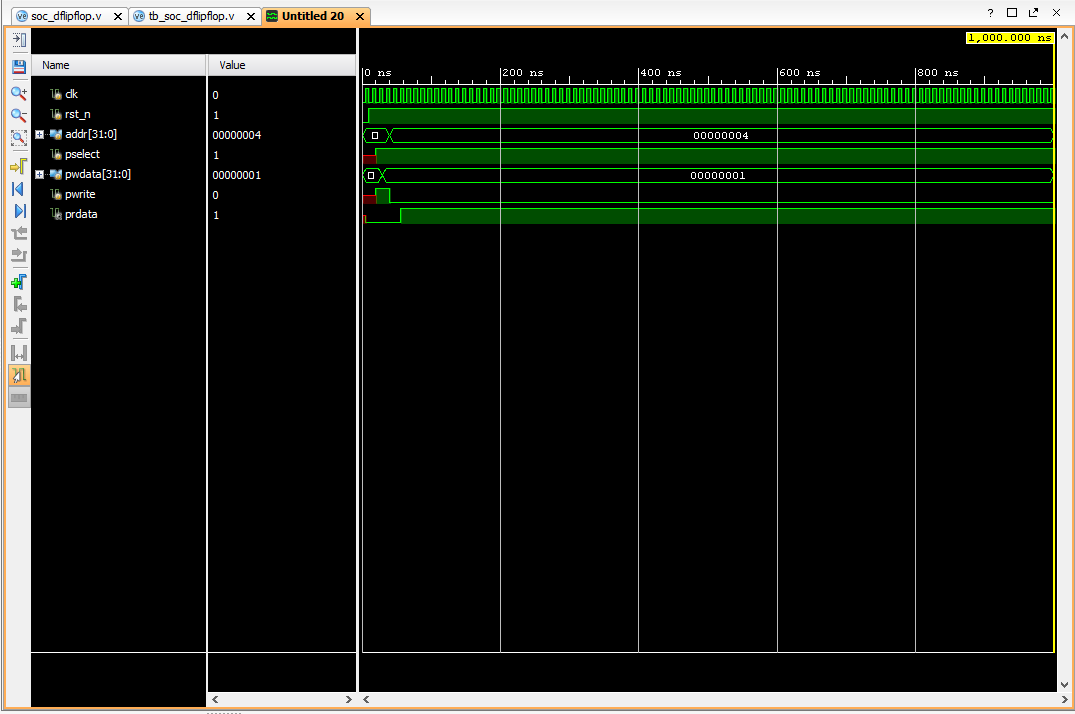 soc_dflipflop.v X tb_soc_dflipflop.v X Untitled 20 X ?
1,000.000 ns
Name Value
0 ns 200 ns 400 ns 600 ns 800 ns
clk 0
rst_n 1
addr[31:0] 00000004 00000004
pselect 1
pwdata[31:0] 00000001 00000001
pwrite 0
prdata 1